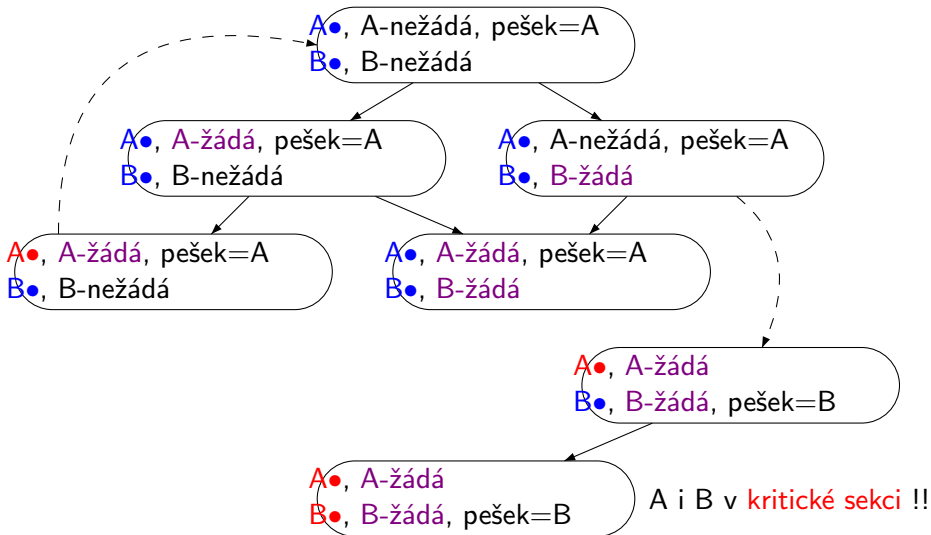 A●, A-nežádá, pešek=A
B●, B-nežádá
A●, A-žádá, pešek=A
B●, B-nežádá
A●, A-nežádá, pešek=A
B●, B-žádá
A●, A-žádá, pešek=A
B●, B-nežádá
A●, A-žádá, pešek=A
B●, B-žádá
A●, A-žádá
B●, B-žádá, pešek=B
A●, A-žádá
B●, B-žádá, pešek=B
A i B v kritické sekci !!